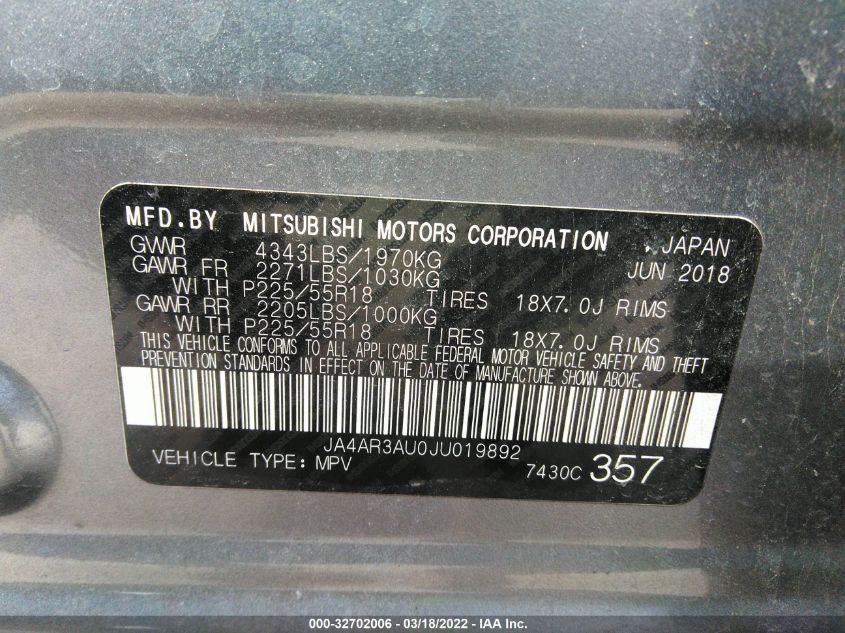 MFD.BY MITSUBISHI MOTORS CORPORATION JAPAN
GVWR 4343LBS/1970KG JUN 2018
GAWR FR 2271LBS/1030KG
WITH P225/55R18 TIRES 18X7.0J RIMS
GAWR RR 2205LBS/1000KG
WITH P225/55R18 TIRES 18X7.0J RIMS
THIS VEHICLE CONFORMS TO ALL APPLICABLE FEDERAL MOTOR VEHICLE SAFETY AND THEFT
PREVENTION STANDARDS IN EFFECT ON THE DATE OF MANUFACTURE SHOWN ABOVE.
JA4AR3AU0JU019892
VEHICLE TYPE: MPV 7430C 357
000-32702006 - 03/18/2022 - IAA Inc.